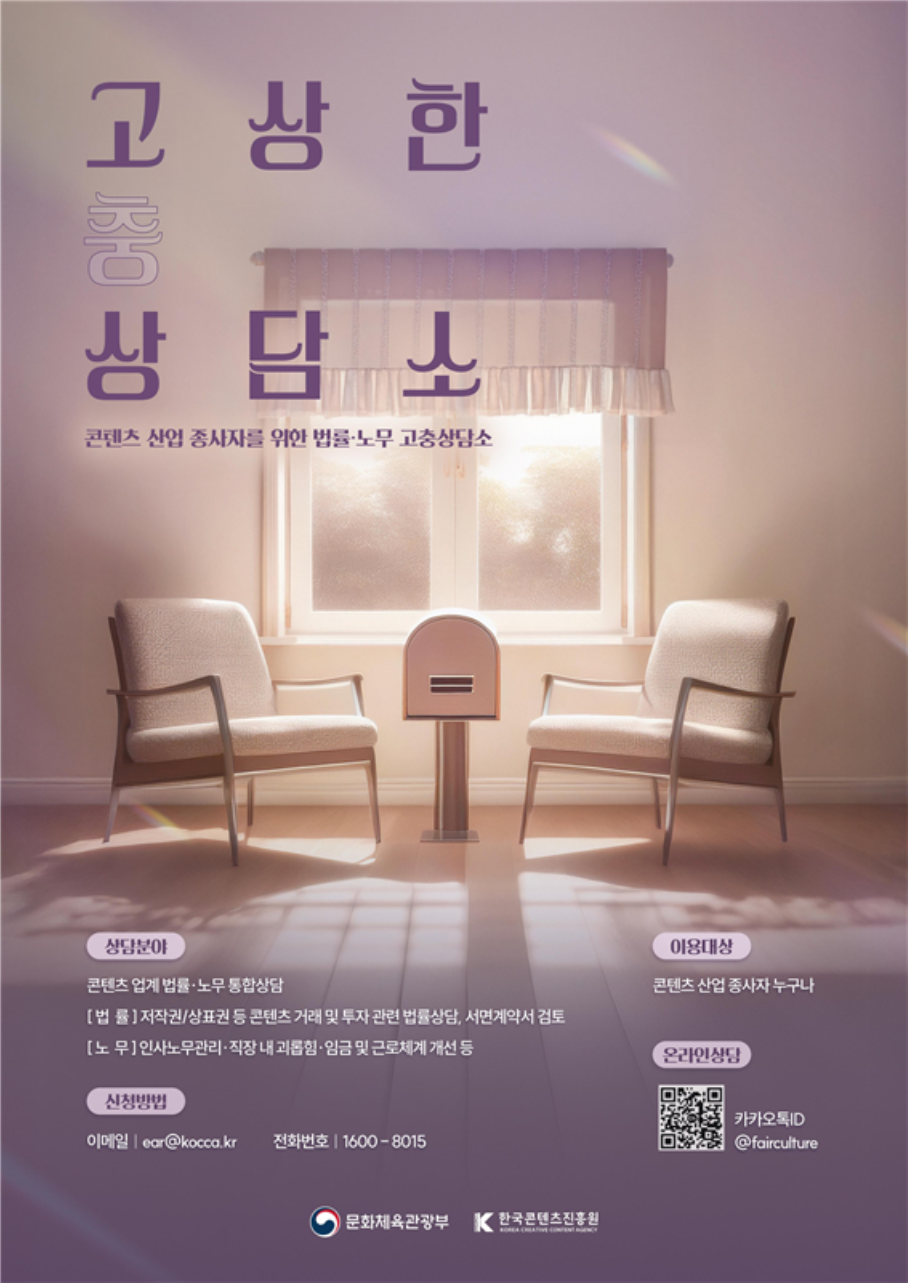 고상한
충
상담소
콘텐츠 산업 종사자를 위한 법률·노무 고충상담소
상담분야
콘텐츠 업계 법률·노무 통합상담
[ 법 률 ] 저작권/상표권 등 콘텐츠 거래 및 투자 관련 법률상담, 서면계약서 검토
[ 노 무 ] 인사노무관리·직장 내 괴롭힘·임금 및 근로체계 개선 등
신청방법
이메일 | ear@kocca.kr 전화번호 | 1600 - 8015
이용대상
콘텐츠 산업 종사자 누구나
온라인상담
카카오톡ID
@fairculture
문화체육관광부
한국콘텐츠진흥원
KOREA CREATIVE CONTENT AGENCY